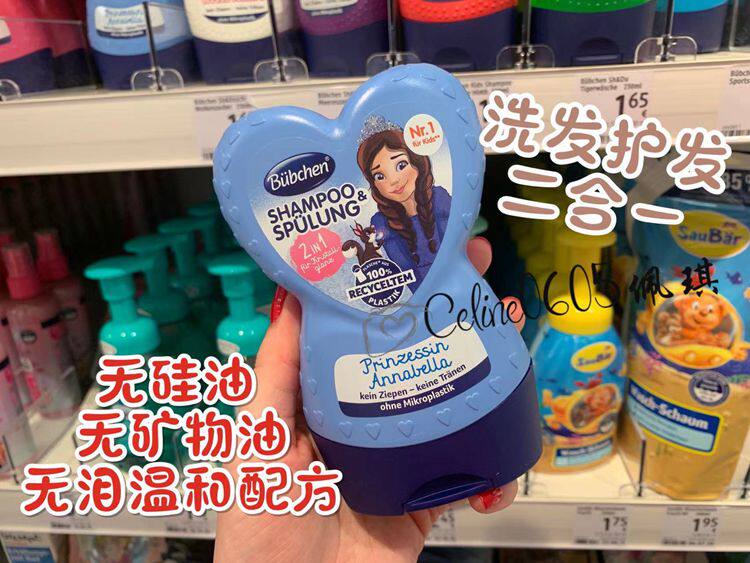 Bübchen
SHAMPOO &
SPÜLUNG
2 in 1
Nr.1
für Kids**
100%
RECYCELTEM
PLASTIK
Prinzessin
Annabella
kein Ziepen – keine Tränen
ohne Mikroplastik
洗发护发
二合一
Celine0605佩琪
无硅油
无矿物油
无泪温和配方
1.65
SauBär
SauBär
Wasch-Schaum
1.75
1.95